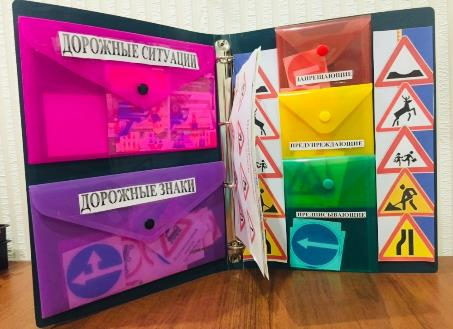 ДОРОЖНЫЕ СИТУАЦИИ
ДОРОЖНЫЕ ЗНАКИ
ЗАПРЕЩАЮЩИЕ
ПРЕДУПРЕЖДАЮЩИЕ
ПРЕДПИСЫВАЮЩИЕ